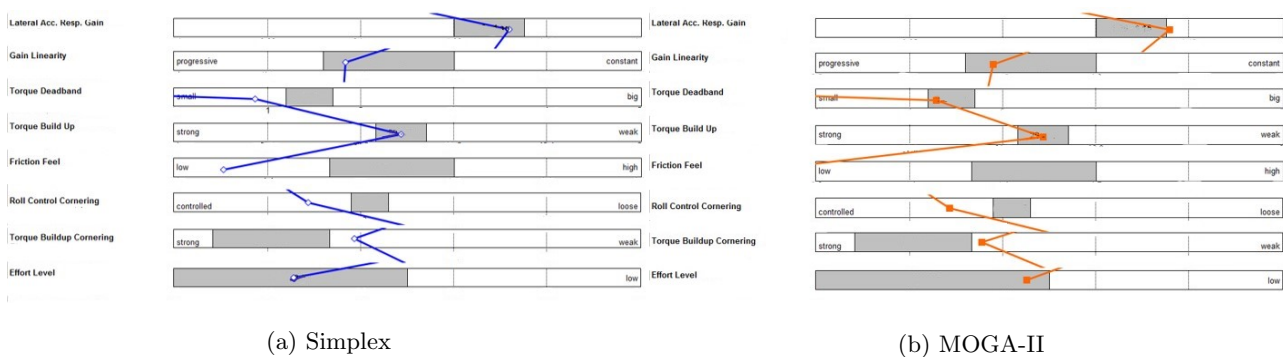 Lateral Acc. Resp. Gain
Gain Linearity
progressive constant
Torque Deadband
small big
1
Torque Build Up
strong weak
Friction Feel
low high
Roll Control Cornering
controlled loose
Torque Buildup Cornering
strong weak
Effort Level
low
(a) Simplex
Lateral Acc. Resp. Gain
Gain Linearity
progressive constant
Torque Deadband
small big
Torque Build Up
strong weak
Friction Feel
low high
Roll Control Cornering
controlled loose
Torque Buildup Cornering
strong weak
Effort Level
low
(b) MOGA-II